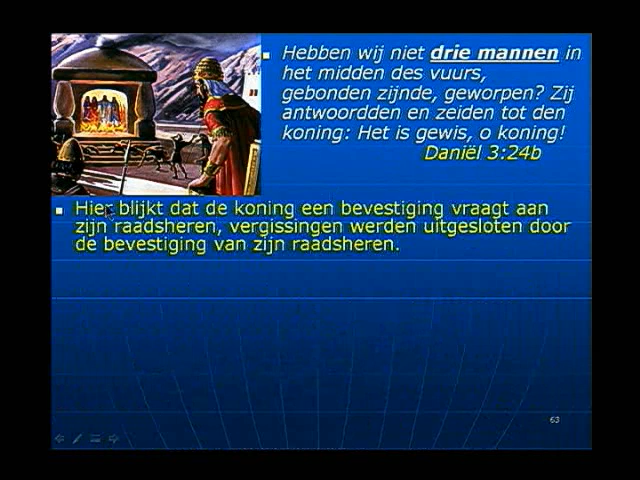 Hebben wij niet drie mannen in
het midden des vuurs,
gebonden zijnde, geworpen? Zij
antwoordden en zeiden tot den
koning: Het is gewis, o koning!
Daniël 3:24b
Hier blijkt dat de koning een bevestiging vraagt aan
zijn raadsheren, vergissingen werden uitgesloten door
de bevestiging van zijn raadsheren.
63